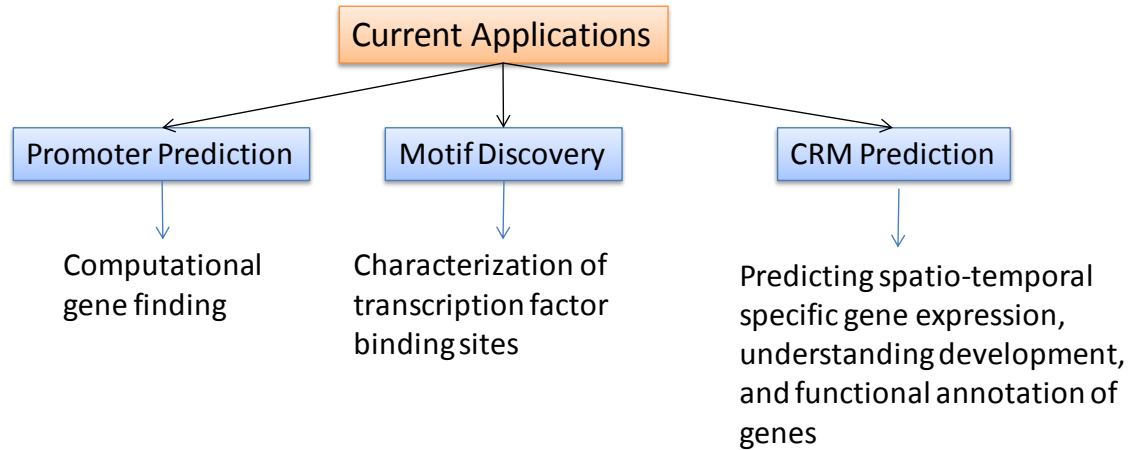 Current Applications
Promoter Prediction
Motif Discovery
CRM Prediction
Computational
gene finding
Characterization of
transcription factor
binding sites
Predicting spatio-temporal
specific gene expression,
understanding development,
and functional annotation of
genes